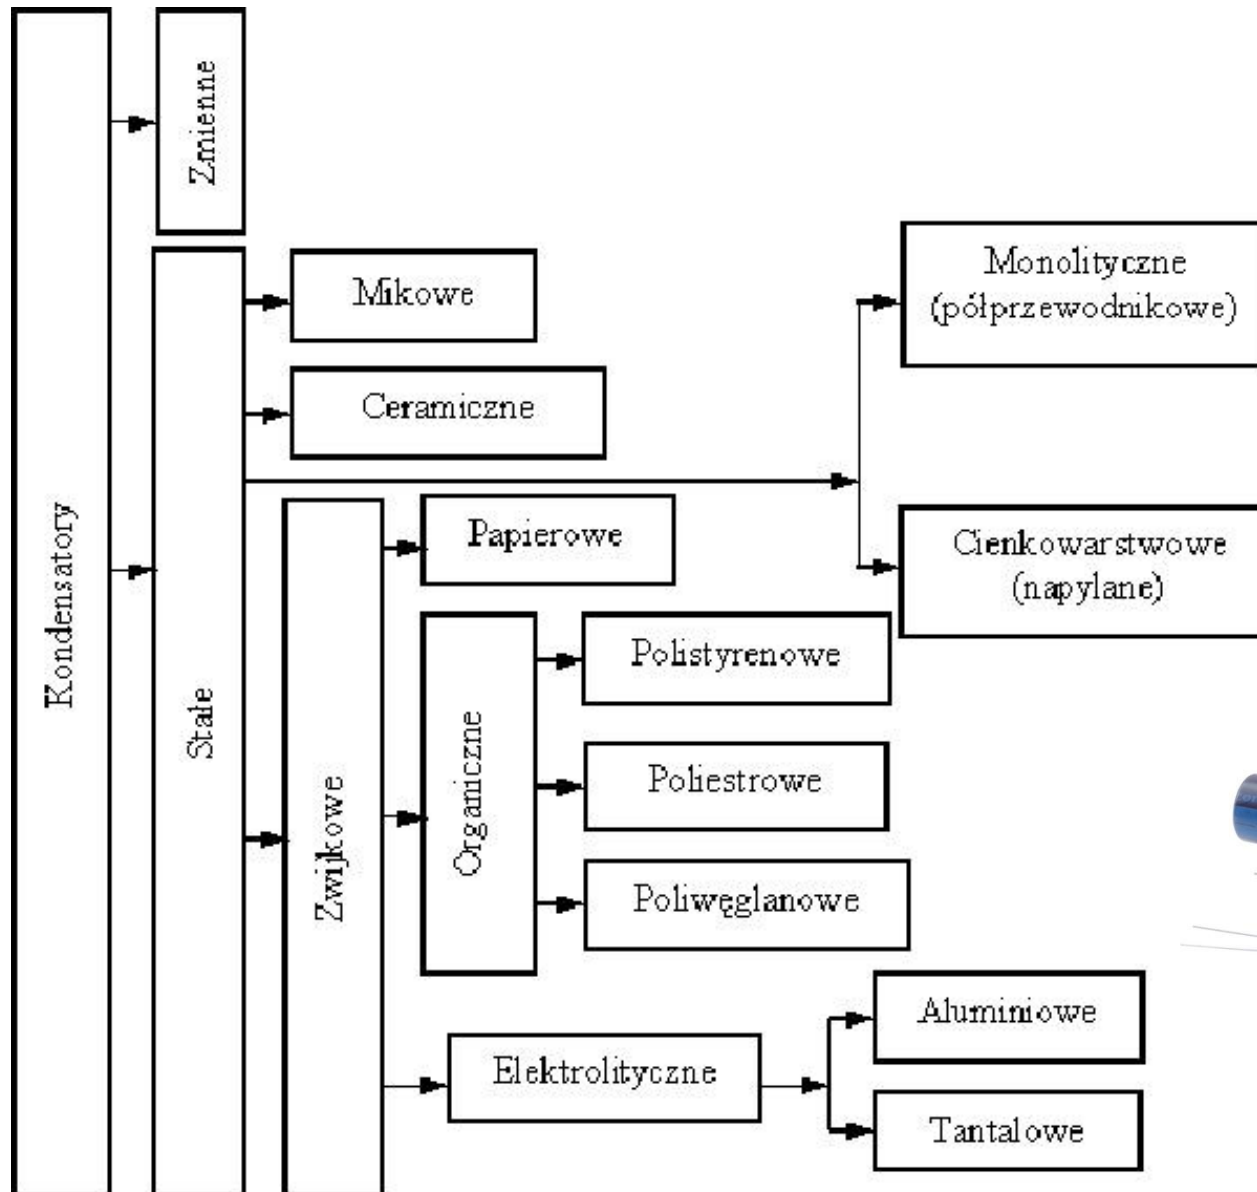 Kondensatory
Zmienne
Stałe
Mikowe
Ceramiczne
Monolityczne
(półprzewodnikowe)
Cienkowarstwowe
(napylane)
Zwijkowe
Papierowe
Organiczne
Polistyrenowe
Poliestrowe
Poliwęglanowe
Elektrolityczne
Aluminiowe
Tantalowe